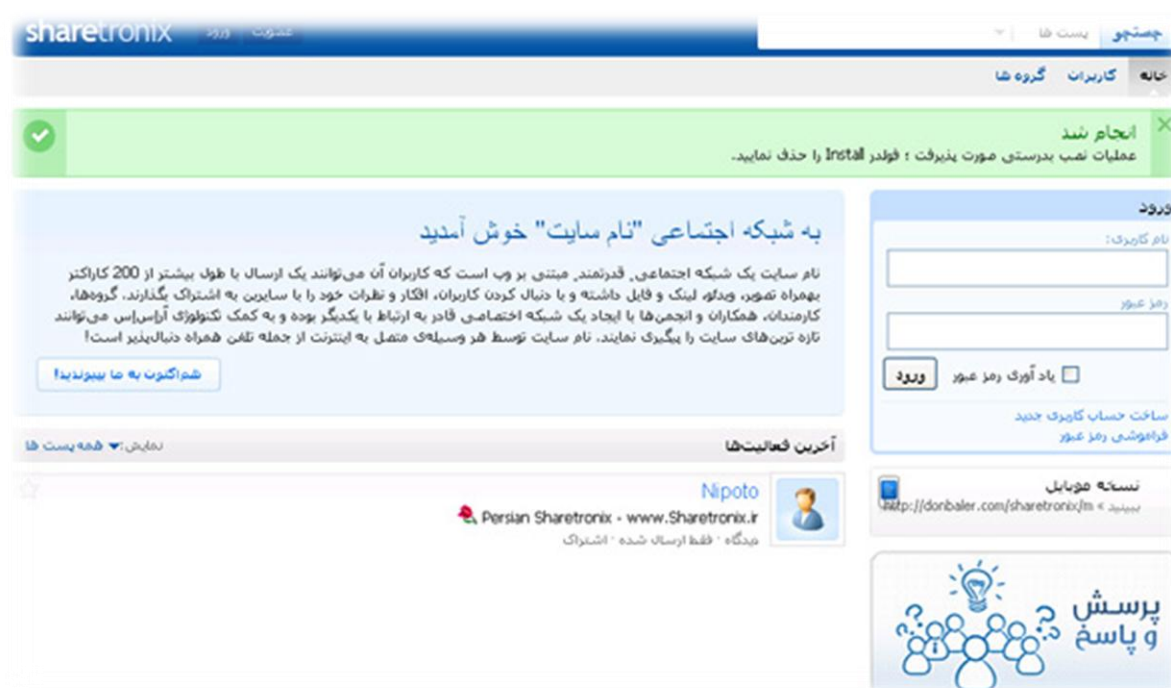 sharetronix
ورود
عضویت
جستجو
پست ها
خانه
کاربران
گروه ها
انجام شد
عملیات نصب بدرستی صورت پذیرفت ؛ فولدر Install را حذف نمایید.
به شبکه اجتماعی "نام سایت" خوش آمدید
نام سایت یک شبکه اجتماعی، قدرتمند، مبتنی بر وب است که کاربران آن می‌توانند یک ارسال با طول بیشتر از 200 کاراکتر
بهمراه تصویر، ویدئو، لینک و فایل داشته و با دنبال کردن کاربران، افکار و نظرات خود را با سایرین به اشتراک بگذارند. گروه‌ها،
کارمندان، همکاران و انجمن‌ها با ایجاد یک شبکه اختصاصی قادر به ارتباط با یکدیگر بوده و به کمک تکنولوژی آر‌اس‌اس می‌توانند
تازه ترین‌های سایت را پیگیری نمایند. نام سایت توسط هر وسیله‌ی متصل به اینترنت از جمله تلفن همراه دنبال‌پذیر است!
هم‌اکنون به ما بپیوندید!
آخرین فعالیت‌ها
نمایش: همه پست ها
Nipoto
Persian Sharetronix - www.Sharetronix.ir
دیدگاه · فقط ارسال شده · اشتراک
ورود
نام کاربری:
رمز عبور
یاد آوری رمز عبور
ورود
ساخت حساب کاربری جدید
فراموشی رمز عبور
نسخه موبایل
ببینید » http://donbaler.com/sharetronix/m
پرسش
و پاسخ